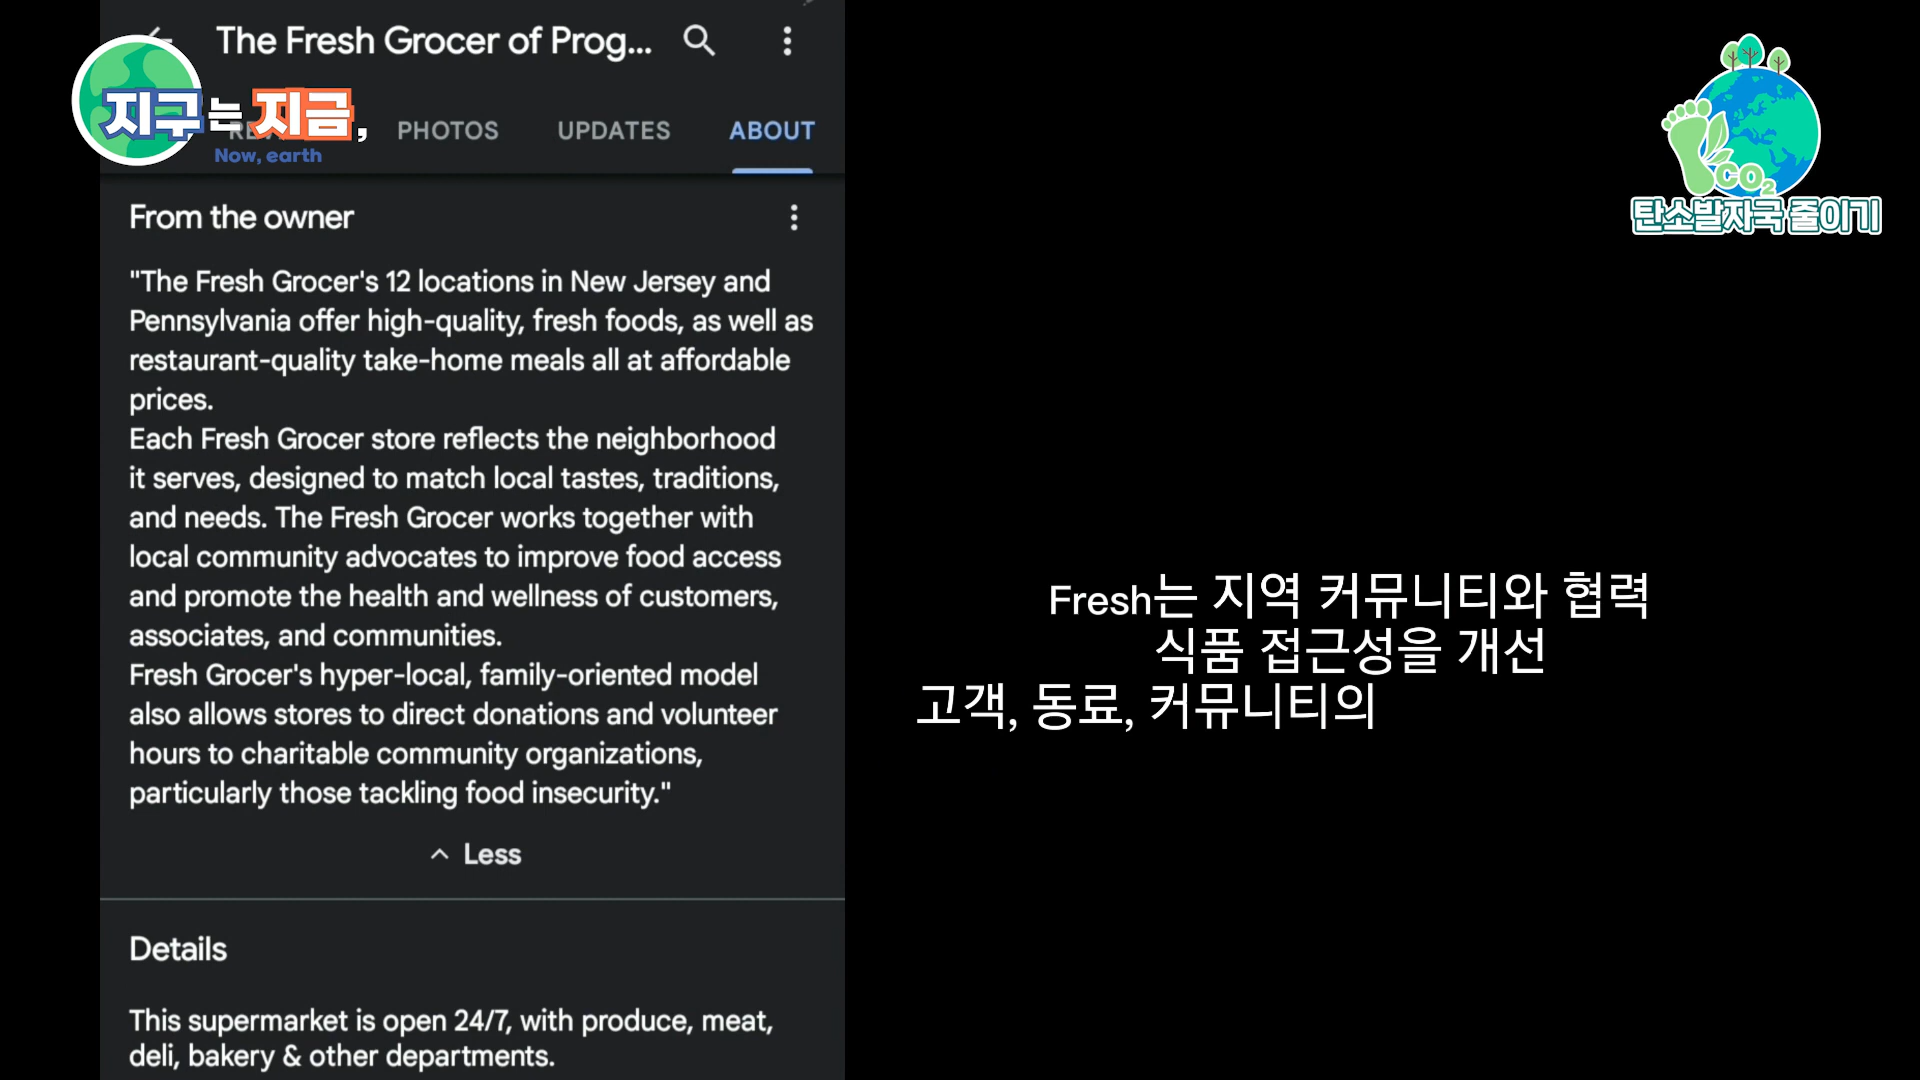 The Fresh Grocer of Prog...
지구는 지금,
Now, earth
PHOTOS
UPDATES
ABOUT
CO2
탄소발자국 줄이기
From the owner
"The Fresh Grocer's 12 locations in New Jersey and
Pennsylvania offer high-quality, fresh foods, as well as
restaurant-quality take-home meals all at affordable
prices.
Each Fresh Grocer store reflects the neighborhood
it serves, designed to match local tastes, traditions,
and needs. The Fresh Grocer works together with
local community advocates to improve food access
and promote the health and wellness of customers,
associates, and communities.
Fresh Grocer's hyper-local, family-oriented model
also allows stores to direct donations and volunteer
hours to charitable community organizations,
particularly those tackling food insecurity."
Less
Details
This supermarket is open 24/7, with produce, meat,
deli, bakery & other departments.
Fresh는 지역 커뮤니티와 협력
식품 접근성을 개선
고객, 동료, 커뮤니티의